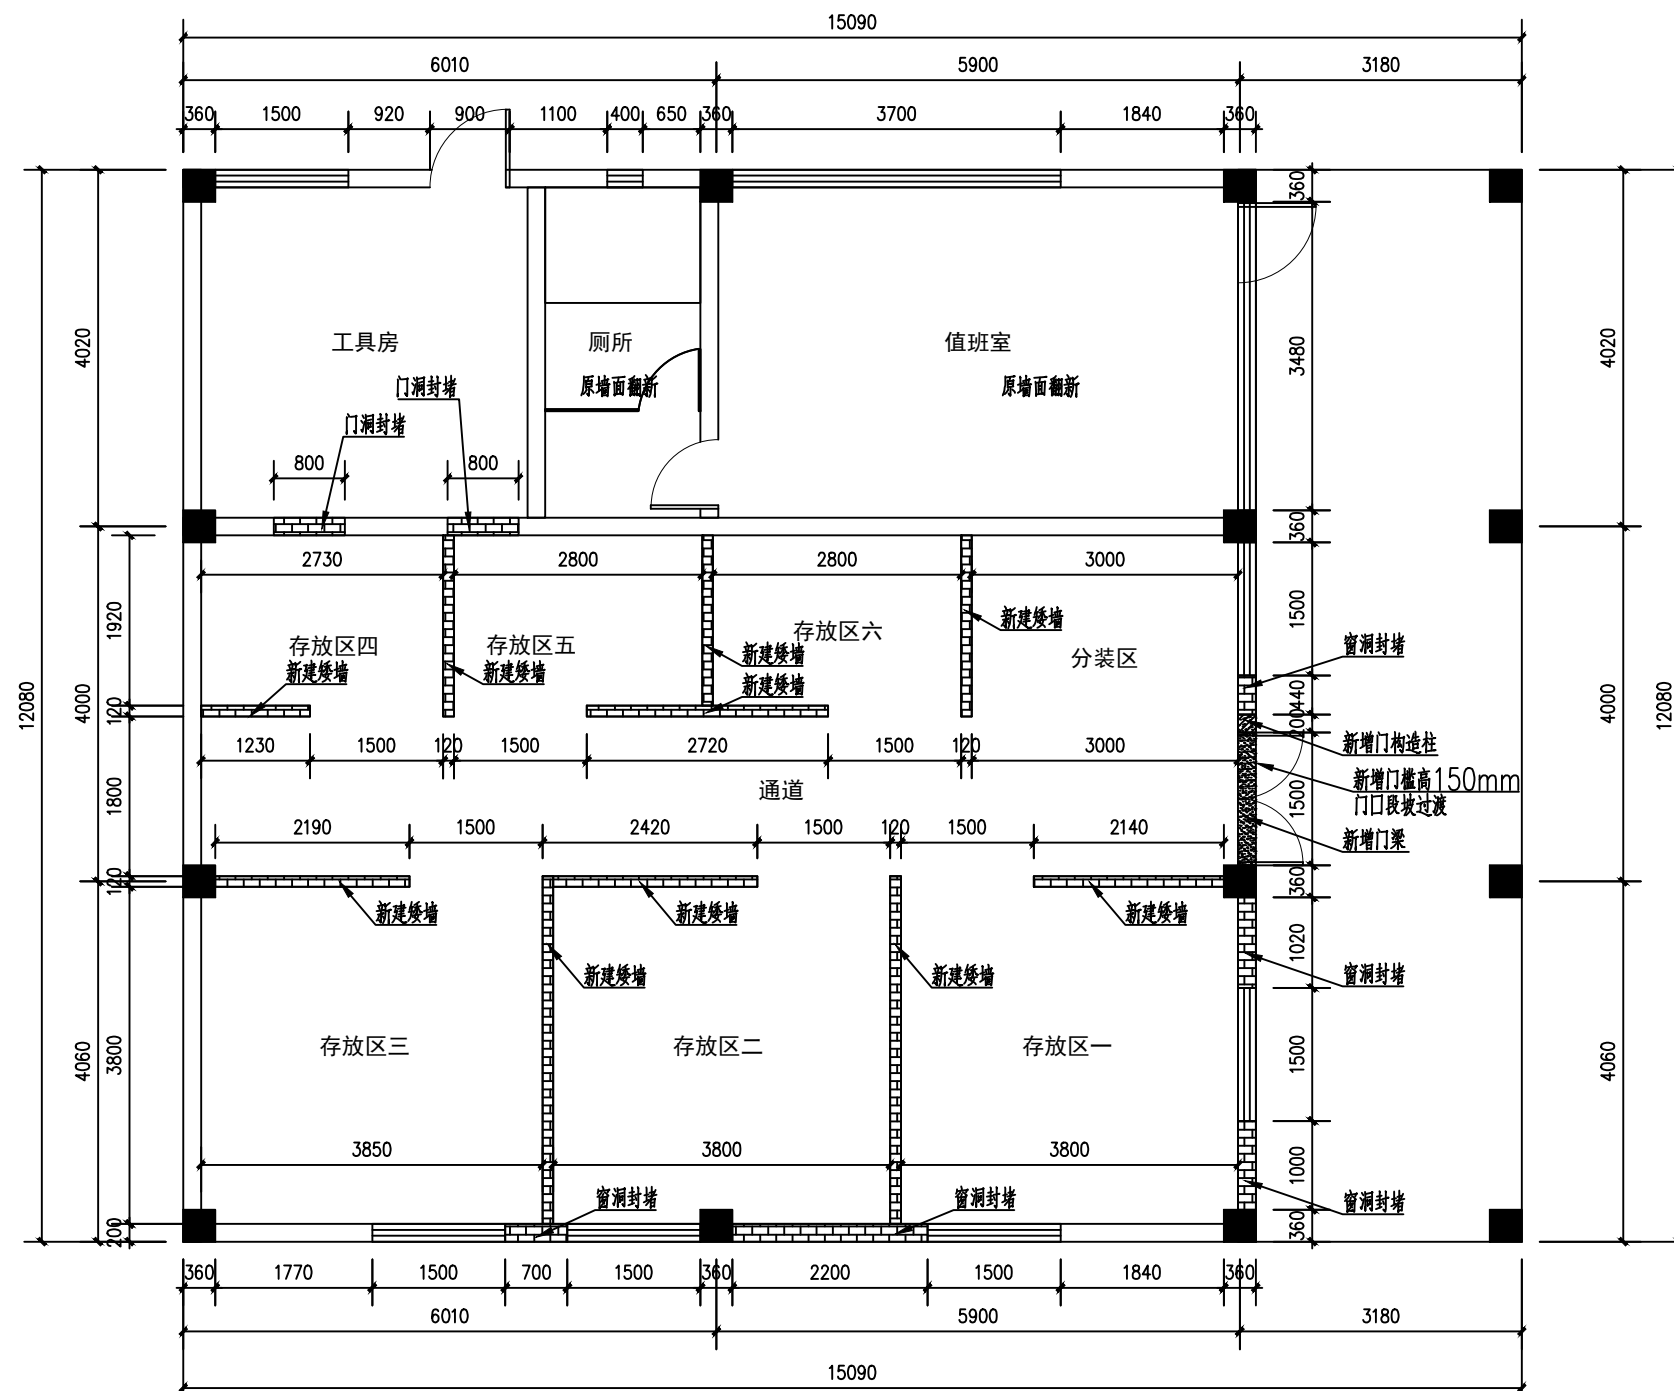 15090
6010 5900 3180
360 1500 920 900 1100 400 650 360 3700 1840 360
360
4020
3480
4020
工具房
厕所
值班室
门洞封堵
原墙面翻新
原墙面翻新
门洞封堵
800 800
360
2730 2800 2800 3000
1920
1500
新建矮墙
存放区四
存放区五
存放区六
分装区
窗洞封堵
新建矮墙
新建矮墙
新建矮墙
新建矮墙
12080
4000
120
440
200
4000
12080
1230 1500 120 1500 2720 1500 120 3000
新增门构造柱
1800
通道
1500
新增门槛高150mm
门口段坡过渡
新增门梁
2190 1500 2420 1500 120 1500 2140
120
360
新建矮墙
新建矮墙
新建矮墙
1020
新建矮墙
新建矮墙
窗洞封堵
存放区三
存放区二
存放区一
4060
3800
1500
4060
3850 3800 3800
1000
窗洞封堵
窗洞封堵
窗洞封堵
200
360
360 1770 1500 700 1500 360 2200 1500 1840 360
6010 5900 3180
15090